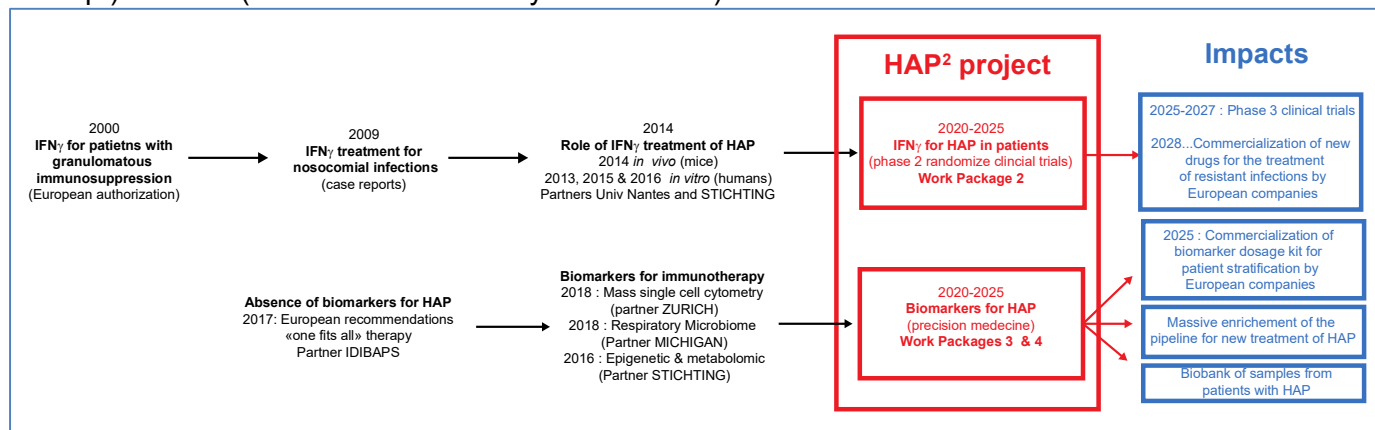 HAP² project
Impacts
2000
IFNγ for patietns with
granulomatous
immunosuppression
(European authorization)
2009
IFNγ treatment for
nosocomial infections
(case reports)
2014
Role of IFNγ treatment of HAP
2014 in vivo (mice)
2013, 2015 & 2016 in vitro (humans)
Partners Univ Nantes and STICHTING
2020-2025
IFNγ for HAP in patients
(phase 2 randomize clincial trials)
Work Package 2
2025-2027 : Phase 3 clinical trials
2028...Commercialization of new
drugs for the treatment
of resistant infections by
European companies
Absence of biomarkers for HAP
2017: European recommendations
«one fits all» therapy
Partner IDIBAPS
Biomarkers for immunotherapy
2018 : Mass single cell cytometry
(partner ZURICH)
2018 : Respiratory Microbiome
(Partner MICHIGAN)
2016 : Epigenetic & metabolomic
(Partner STICHTING)
2020-2025
Biomarkers for HAP
(precision medecine)
Work Packages 3 & 4
2025 : Commercialization of
biomarker dosage kit for
patient stratification by
European companies
Massive enrichement of the
pipeline for new treatment of HAP
Biobank of samples from
patients with HAP